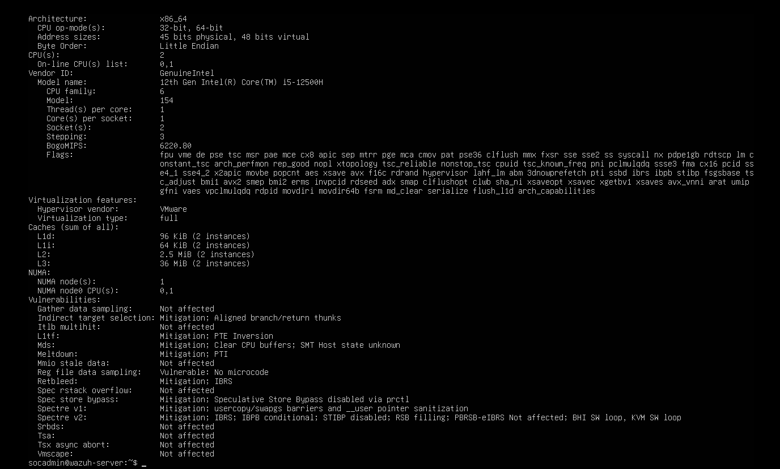 Architecture: x86_64
CPU op-mode(s): 32-bit, 64-bit
Address sizes: 45 bits physical, 48 bits virtual
Byte Order: Little Endian
CPU(s): 2
On-line CPU(s) list: 0,1
Vendor ID: GenuineIntel
Model name: 12th Gen Intel(R) Core(TM) i5-12500H
CPU family: 6
Model: 154
Thread(s) per core: 1
Core(s) per socket: 1
Socket(s): 2
Stepping: 3
BogoMIPS: 6220.80
Flags: fpu vme de pse tsc msr pae mce cx8 apic sep mtrr pge mca cmov pat pse36 clflush mmx fxsr sse sse2 ss syscall nx pdpe1gb rdtscp lm c
onstant_tsc arch_perfmon rep_good nopl xtopology tsc_reliable nonstop_tsc cpuid tsc_known_freq pni pclmulqdq ssse3 fma cx16 pcid ss
e4_1 sse4_2 x2apic movbe popcnt aes xsave avx f16c rdrand hypervisor lahf_lm abm 3dnowprefetch pti ssbd ibrs ibpb stibp fsgsbase ts
c_adjust bmi1 avx2 smep bmi2 erms invpcid rdseed adx smap clflushopt clwb sha_ni xsaveopt xsavec xgetbv1 xsaves avx_vnni arat umip
gfni vaes vpclmulqdq rdpid movdiri movdir64b fsrm md_clear serialize flush_l1d arch_capabilities
Virtualization features:
Hypervisor vendor: VMware
Virtualization type: full
Caches (sum of all):
L1d: 96 KiB (2 instances)
L1i: 64 KiB (2 instances)
L2: 2.5 MiB (2 instances)
L3: 36 MiB (2 instances)
NUMA:
NUMA node(s): 1
NUMA node0 CPU(s): 0,1
Vulnerabilities:
Gather data sampling: Not affected
Indirect target selection: Mitigation: Aligned branch/return thunks
Itlb multihit: Not affected
L1tf: Mitigation: PTE Inversion
Mds: Mitigation: Clear CPU buffers; SMT Host state unknown
Meltdown: Mitigation: PTI
Mmio stale data: Not affected
Reg file data sampling: Vulnerable: No microcode
Retbleed: Mitigation: IBRS
Spec rstack overflow: Not affected
Spec store bypass: Mitigation: Speculative Store Bypass disabled via prctl
Spectre v1: Mitigation: usercopy/swapgs barriers and __user pointer sanitization
Spectre v2: Mitigation: IBRS; IBPB conditional; STIBP disabled; RSB filling; PBRSB-eIBRS Not affected; BHI SW loop, KVM SW loop
Srbds: Not affected
Tsa: Not affected
Tsx async abort: Not affected
Vmscape: Not affected
socadmin@wazuh-server:~$ _